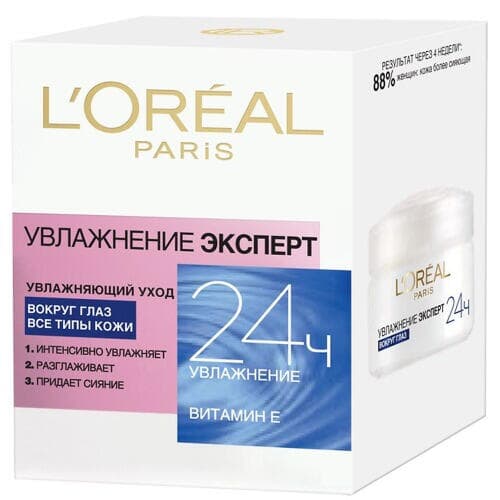 L'ORÉAL
PARIS
УВЛАЖНЕНИЕ ЭКСПЕРТ
УВЛАЖНЯЮЩИЙ УХОД
ВОКРУГ ГЛАЗ
ВСЕ ТИПЫ КОЖИ
1. ИНТЕНСИВНО УВЛАЖНЯЕТ
2. РАЗГЛАЖИВАЕТ
3. ПРИДАЕТ СИЯНИЕ
24ч
УВЛАЖНЕНИЕ
ВИТАМИН Е
РЕЗУЛЬТАТ ЧЕРЕЗ 4 НЕДЕЛИ*:
88% женщин: кожа более сияющая
L'ORÉAL
PARIS
УВЛАЖНЕНИЕ ЭКСПЕРТ
ВОКРУГ ГЛАЗ
24ч